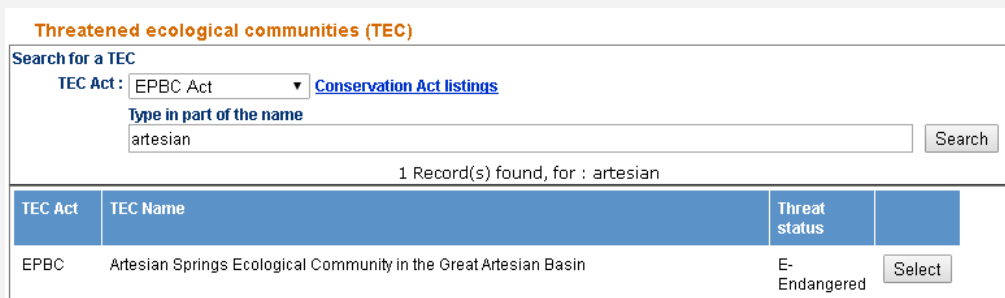 Threatened ecological communities (TEC)
Search for a TEC
TEC Act : EPBC Act Conservation Act listings
Type in part of the name
artesian Search
1 Record(s) found, for : artesian
TEC Act TEC Name Threat status
EPBC Artesian Springs Ecological Community in the Great Artesian Basin E-Endangered Select